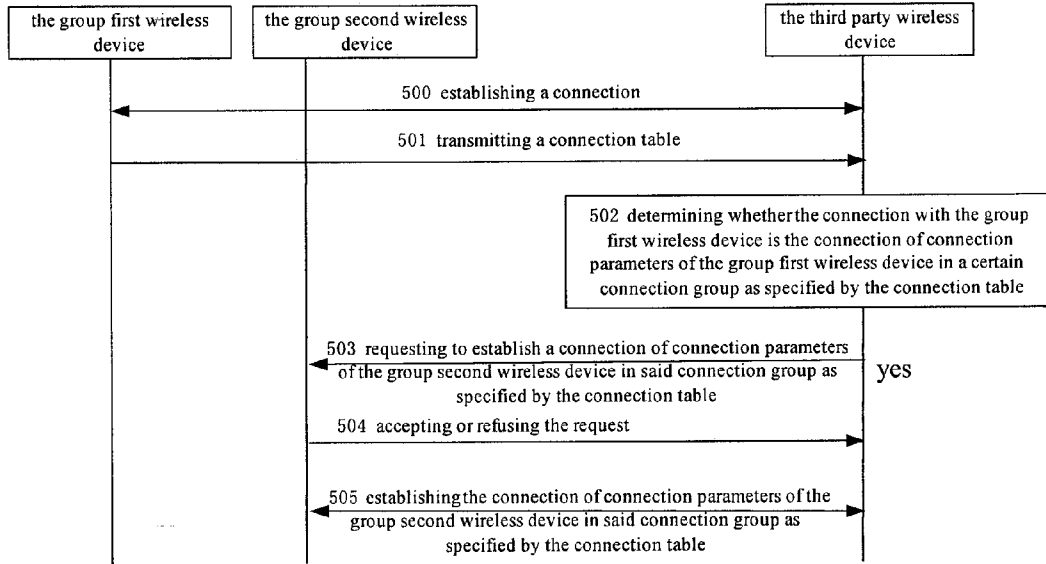 the group first wireless
device
the group second wireless
device
the third party wireless
device
500 establishing a connection
501 transmitting a connection table
502 determining whether the connection with the group
first wireless device is the connection of connection
parameters of the group first wireless device in a certain
connection group as specified by the connection table
503 requesting to establish a connection of connection parameters
of the group second wireless device in said connection group as
specified by the connection table
yes
504 accepting or refusing the request
505 establishing the connection of connection parameters of the
group second wireless device in said connection group as
specified by the connection table